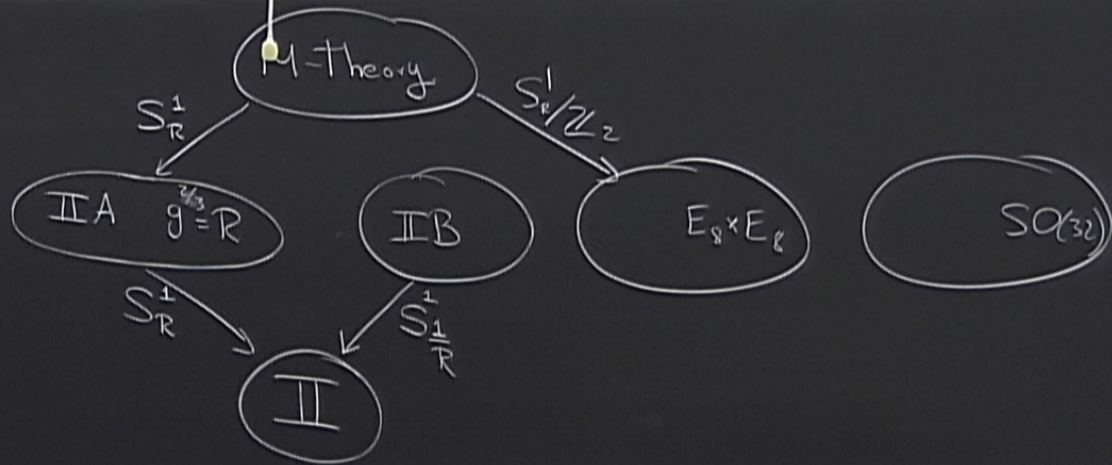 M-Theory
S¹_R
S¹_R/ℤ₂
IIA g^{2/3}=R
IIB
E₈×E₈
SO(32)
S¹_R
S¹_{1/R}
II